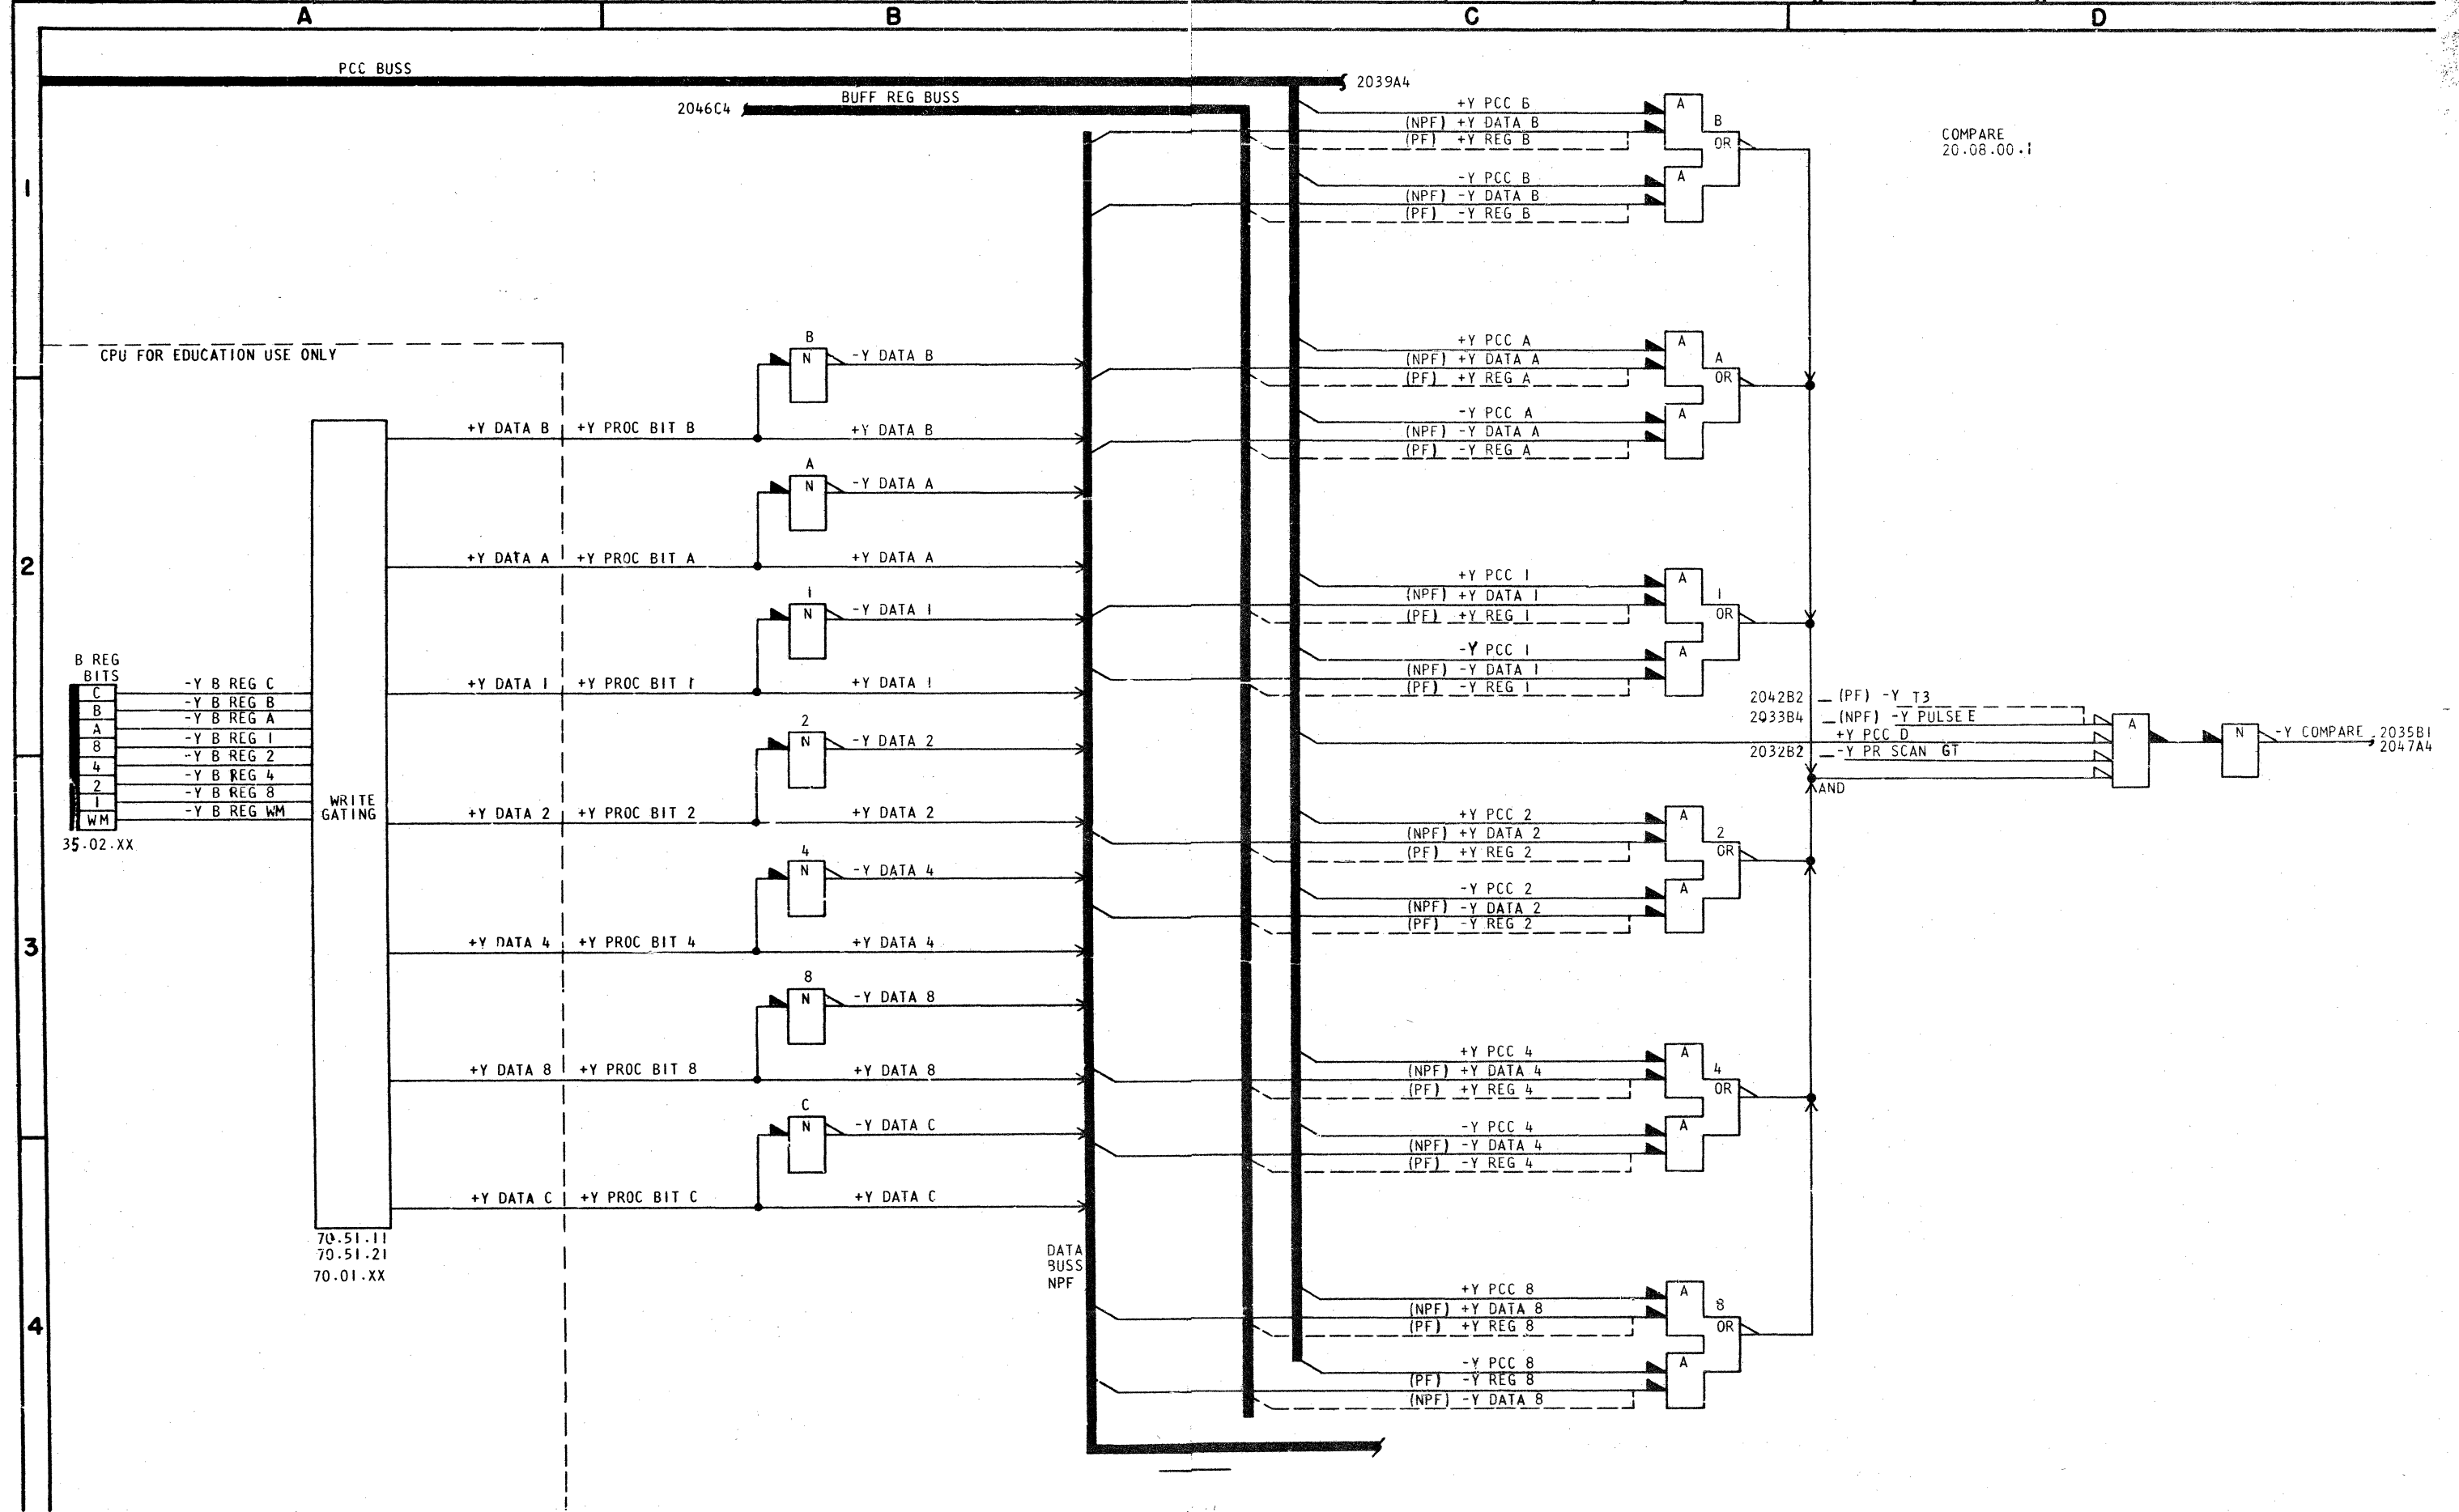 A
B
C
D
1
2
3
4
PCC BUSS
2039A4
2046C4
BUFF REG BUSS
COMPARE
20.08.00.1
CPU FOR EDUCATION USE ONLY
B REG
BITS
C
B
A
8
4
2
1
WM
35.02.XX
-Y B REG C
-Y B REG B
-Y B REG A
-Y B REG 1
-Y B REG 2
-Y B REG 4
-Y B REG 8
-Y B REG WM
WRITE
GATING
70.51.11
70.51.21
70.01.XX
B
N
-Y DATA B
+Y DATA B
+Y PROC BIT B
+Y DATA B
A
N
-Y DATA A
+Y DATA A
+Y PROC BIT A
+Y DATA A
1
N
-Y DATA 1
+Y DATA 1
+Y PROC BIT 1
+Y DATA 1
2
N
-Y DATA 2
+Y DATA 2
+Y PROC BIT 2
+Y DATA 2
4
N
-Y DATA 4
+Y DATA 4
+Y PROC BIT 4
+Y DATA 4
8
N
-Y DATA 8
+Y DATA 8
+Y PROC BIT 8
+Y DATA 8
C
N
-Y DATA C
+Y DATA C
+Y PROC BIT C
+Y DATA C
DATA
BUSS
NPF
+Y PCC B
(NPF) +Y DATA B
(PF) +Y REG B
A
B
OR
-Y PCC B
(NPF) -Y DATA B
(PF) -Y REG B
A
+Y PCC A
(NPF) +Y DATA A
(PF) +Y REG A
A
A
OR
-Y PCC A
(NPF) -Y DATA A
(PF) -Y REG A
A
+Y PCC 1
(NPF) +Y DATA 1
(PF) +Y REG 1
A
1
OR
-Y PCC 1
(NPF) -Y DATA 1
(PF) -Y REG 1
A
+Y PCC 2
(NPF) +Y DATA 2
(PF) +Y REG 2
A
2
OR
-Y PCC 2
(NPF) -Y DATA 2
(PF) -Y REG 2
A
+Y PCC 4
(NPF) +Y DATA 4
(PF) +Y REG 4
A
4
OR
-Y PCC 4
(NPF) -Y DATA 4
(PF) -Y REG 4
A
+Y PCC 8
(NPF) +Y DATA 8
(PF) +Y REG 8
A
8
OR
-Y PCC 8
(PF) -Y REG 8
(NPF) -Y DATA 8
A
2042B2 (PF) -Y T3
2033B4 (NPF) -Y PULSE E
+Y PCC D
2032B2 -Y PR SCAN GT
AND
A
N
-Y COMPARE 2035B1
2047A4